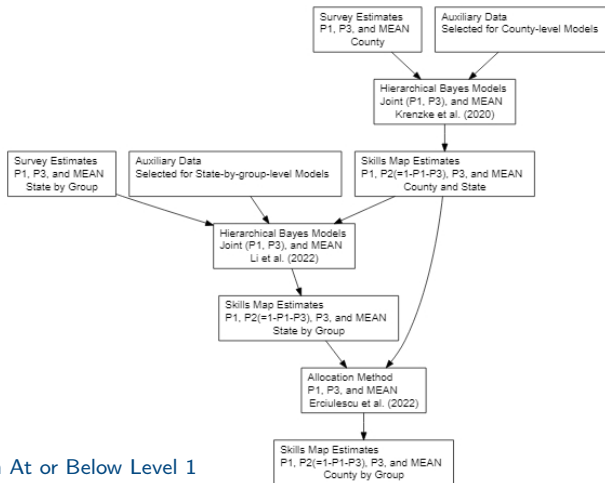 Survey Estimates
P1, P3, and MEAN
County
Auxiliary Data
Selected for County-level Models
Hierarchical Bayes Models
Joint (P1, P3), and MEAN
Krenzke et al. (2020)
Survey Estimates
P1, P3, and MEAN
State by Group
Auxiliary Data
Selected for State-by-group-level Models
Skills Map Estimates
P1, P2(=1-P1-P3), P3, and MEAN
County and State
Hierarchical Bayes Models
Joint (P1, P3), and MEAN
Li et al. (2022)
Skills Map Estimates
P1, P2(=1-P1-P3), P3, and MEAN
State by Group
Allocation Method
P1, P3, and MEAN
Erciulescu et al. (2022)
Skills Map Estimates
P1, P2(=1-P1-P3), P3, and MEAN
County by Group
At or Below Level 1